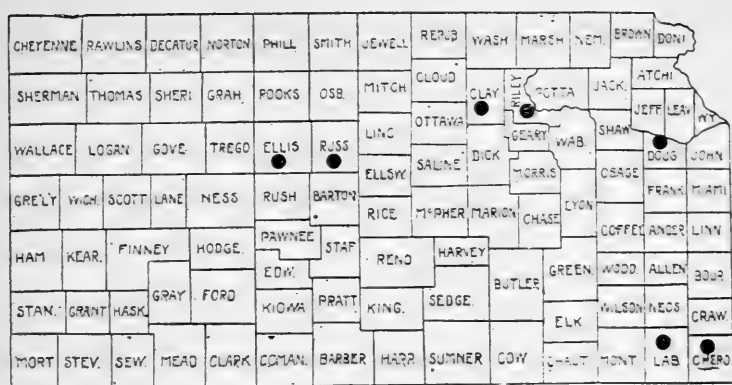 CHEYENNE RAWLINS DECATUR NORTON PHILL SMITH JEWELL REPUB WASH MARSH NEM. BROWN DONI
SHERMAN THOMAS SHERI GRAH. POOKS OSB. MITCH CLOUD CLAY RILEY POTTA JACK. ATCHI
JEFF LEAV WY
WALLACE LOGAN GOVE TREGO ELLIS RUSS LINC OTTAWA GEARY WAB. SHAW DOUG JOHN
ELLSW SALINE DICK MORRIS OSAGE
GRELY WICH. SCOTT LANE NESS RUSH BARTON RICE McPHER MARION CHASE LYON FRANK MIAMI
HAM KEAR. FINNEY HODGE. PAWNEE STAF RENO HARVEY COFFEE ANDER LINN
EDW. BUTLER GREEN. WOOD. ALLEN BOUR
STAN. GRANT HASK. GRAY FORD KIOWA PRATT KING. SEDGE. ELK WILSON NEOS CRAW.
MORT STEV. SEW. MEAD CLARK COMAN. BARBER HARP SUMNER COW CHAUT MONT LAB. CHERO